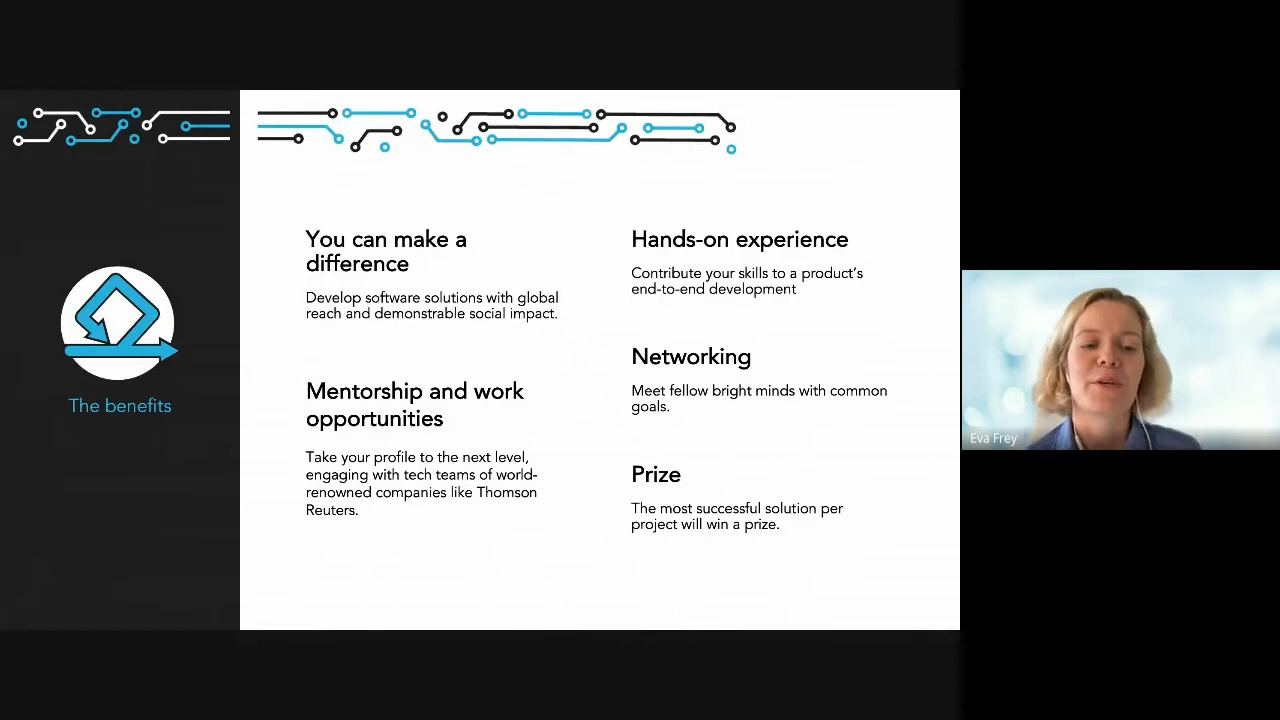 The benefits
You can make a
difference
Develop software solutions with global
reach and demonstrable social impact.
Mentorship and work
opportunities
Take your profile to the next level,
engaging with tech teams of world-
renowned companies like Thomson
Reuters.
Hands-on experience
Contribute your skills to a product's
end-to-end development
Networking
Meet fellow bright minds with common
goals.
Prize
The most successful solution per
project will win a prize.
Eva Frey